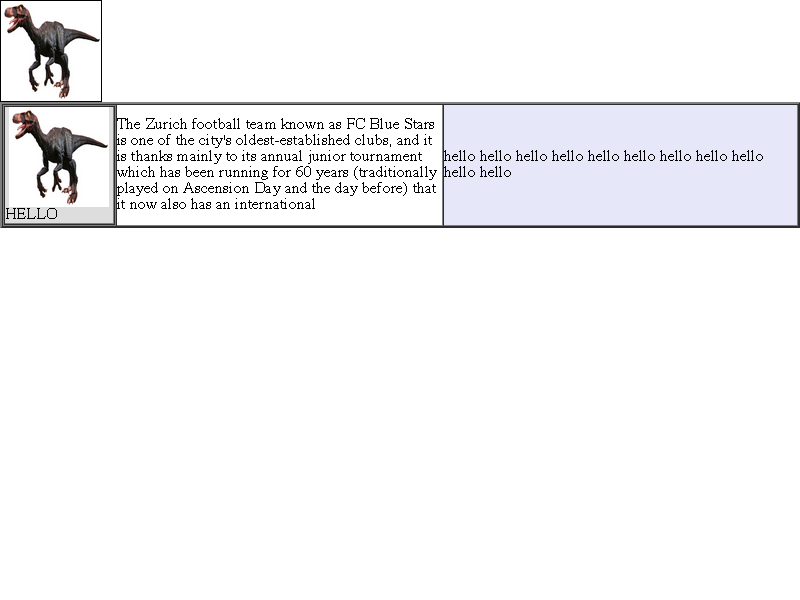 HELLO
The Zurich football team known as FC Blue Stars
is one of the city's oldest-established clubs, and it
is thanks mainly to its annual junior tournament
which has been running for 60 years (traditionally
played on Ascension Day and the day before) that
it now also has an international
hello hello hello hello hello hello hello hello hello
hello hello